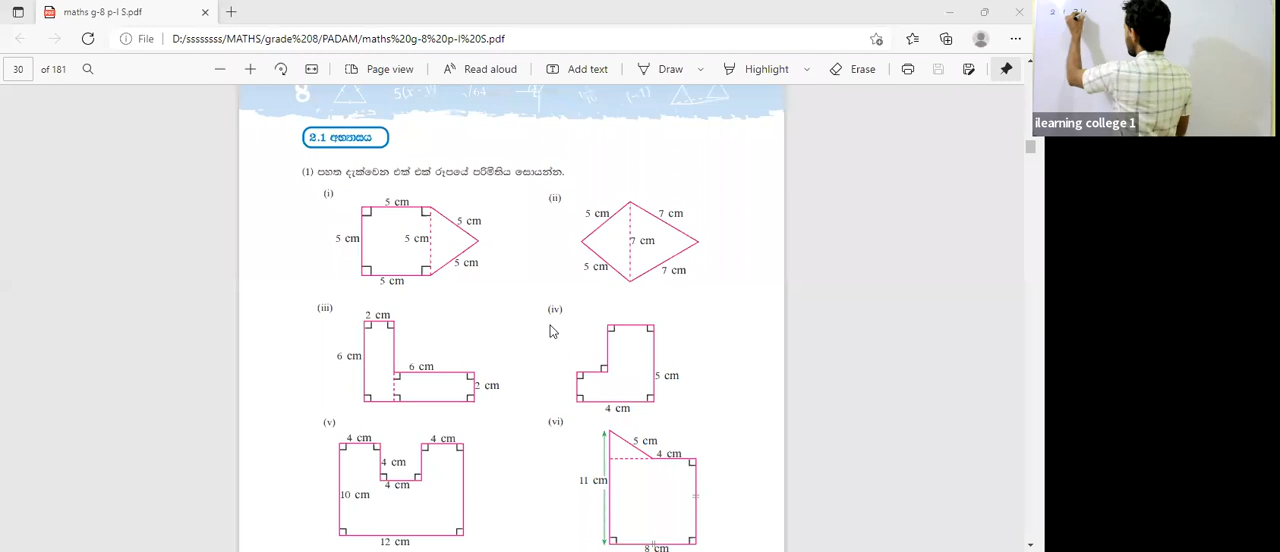 maths g-8 p-I S.pdf
File
D:/ssssssss/MATHS/grade%208/PADAM/maths%20g-8%20p-I%20S.pdf
30 of 181
Page view
Read aloud
Add text
Draw
Highlight
Erase
ilearning college 1
8
2.1 අභ්‍යාසය
(1) පහත දැක්වෙන එක් එක් රූපයේ පරිමිතිය සොයන්න.
(i)
5 cm
5 cm
5 cm
5 cm
5 cm
5 cm
(ii)
5 cm
7 cm
7 cm
5 cm
7 cm
(iii)
2 cm
6 cm
6 cm
2 cm
(iv)
5 cm
4 cm
(v)
4 cm
4 cm
4 cm
4 cm
10 cm
12 cm
(vi)
5 cm
4 cm
11 cm
8 cm